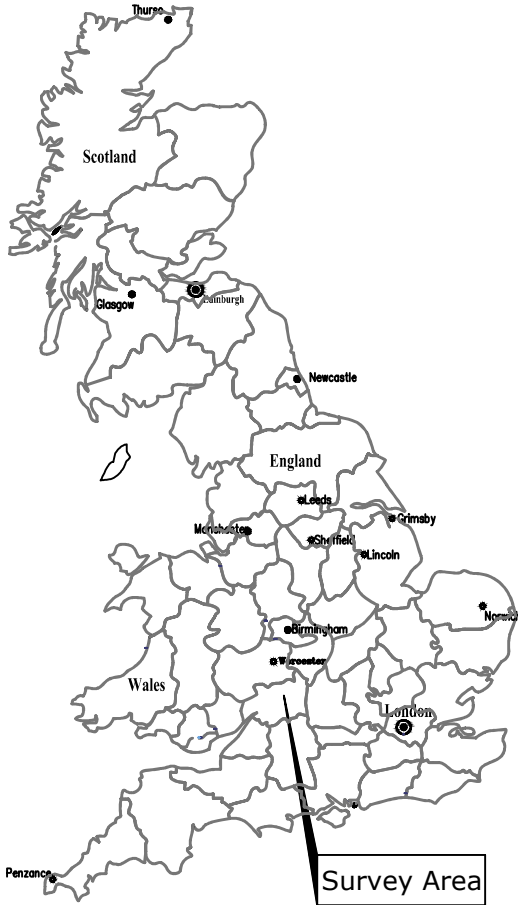 Thurso
Scotland
Glasgow
Edinburgh
Newcastle
England
Leeds
Grimsby
Manchester
Sheffield
Lincoln
Norwich
Birmingham
Worcester
Wales
London
Penzance
Survey Area